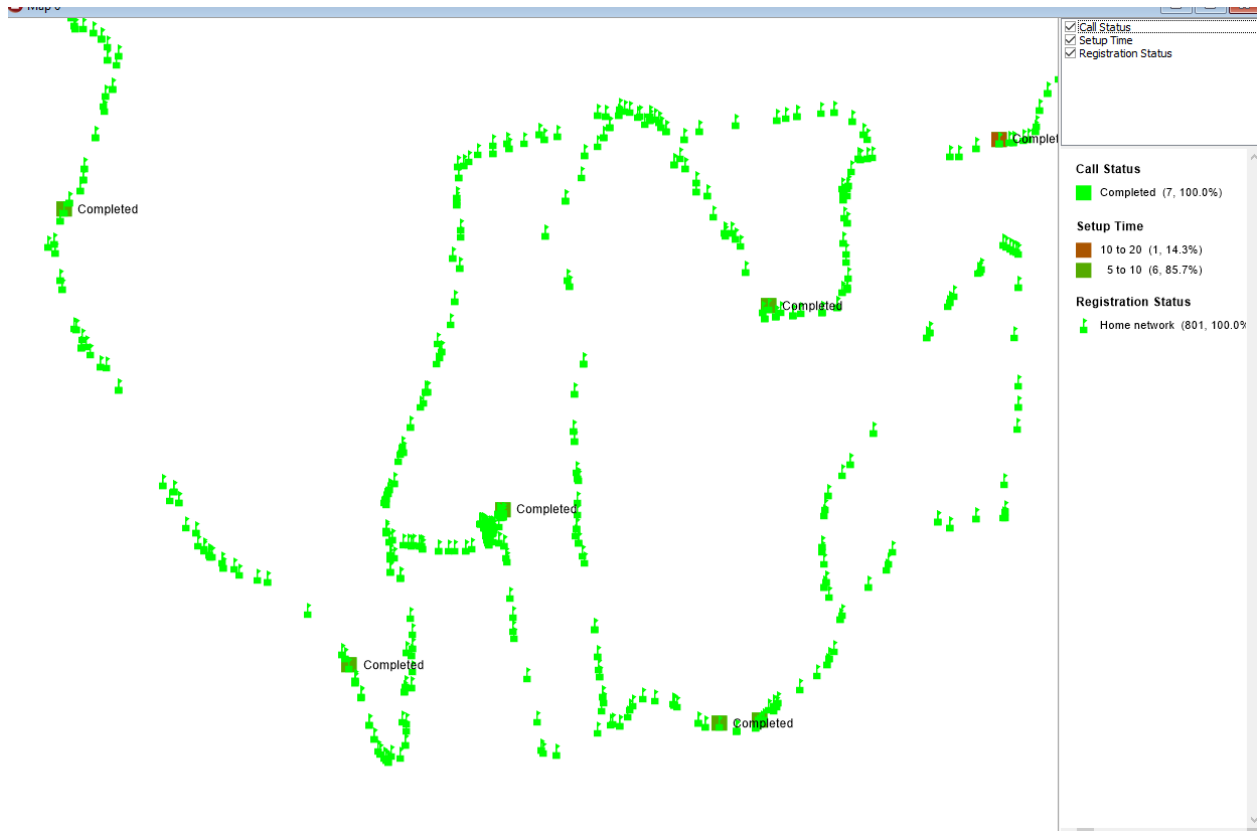 Call Status
Setup Time
Registration Status
Complet
Completed
Completed
Completed
Completed
Completed
Call Status
Completed (7, 100.0%)
Setup Time
10 to 20 (1, 14.3%)
5 to 10 (6, 85.7%)
Registration Status
Home network (801, 100.0%